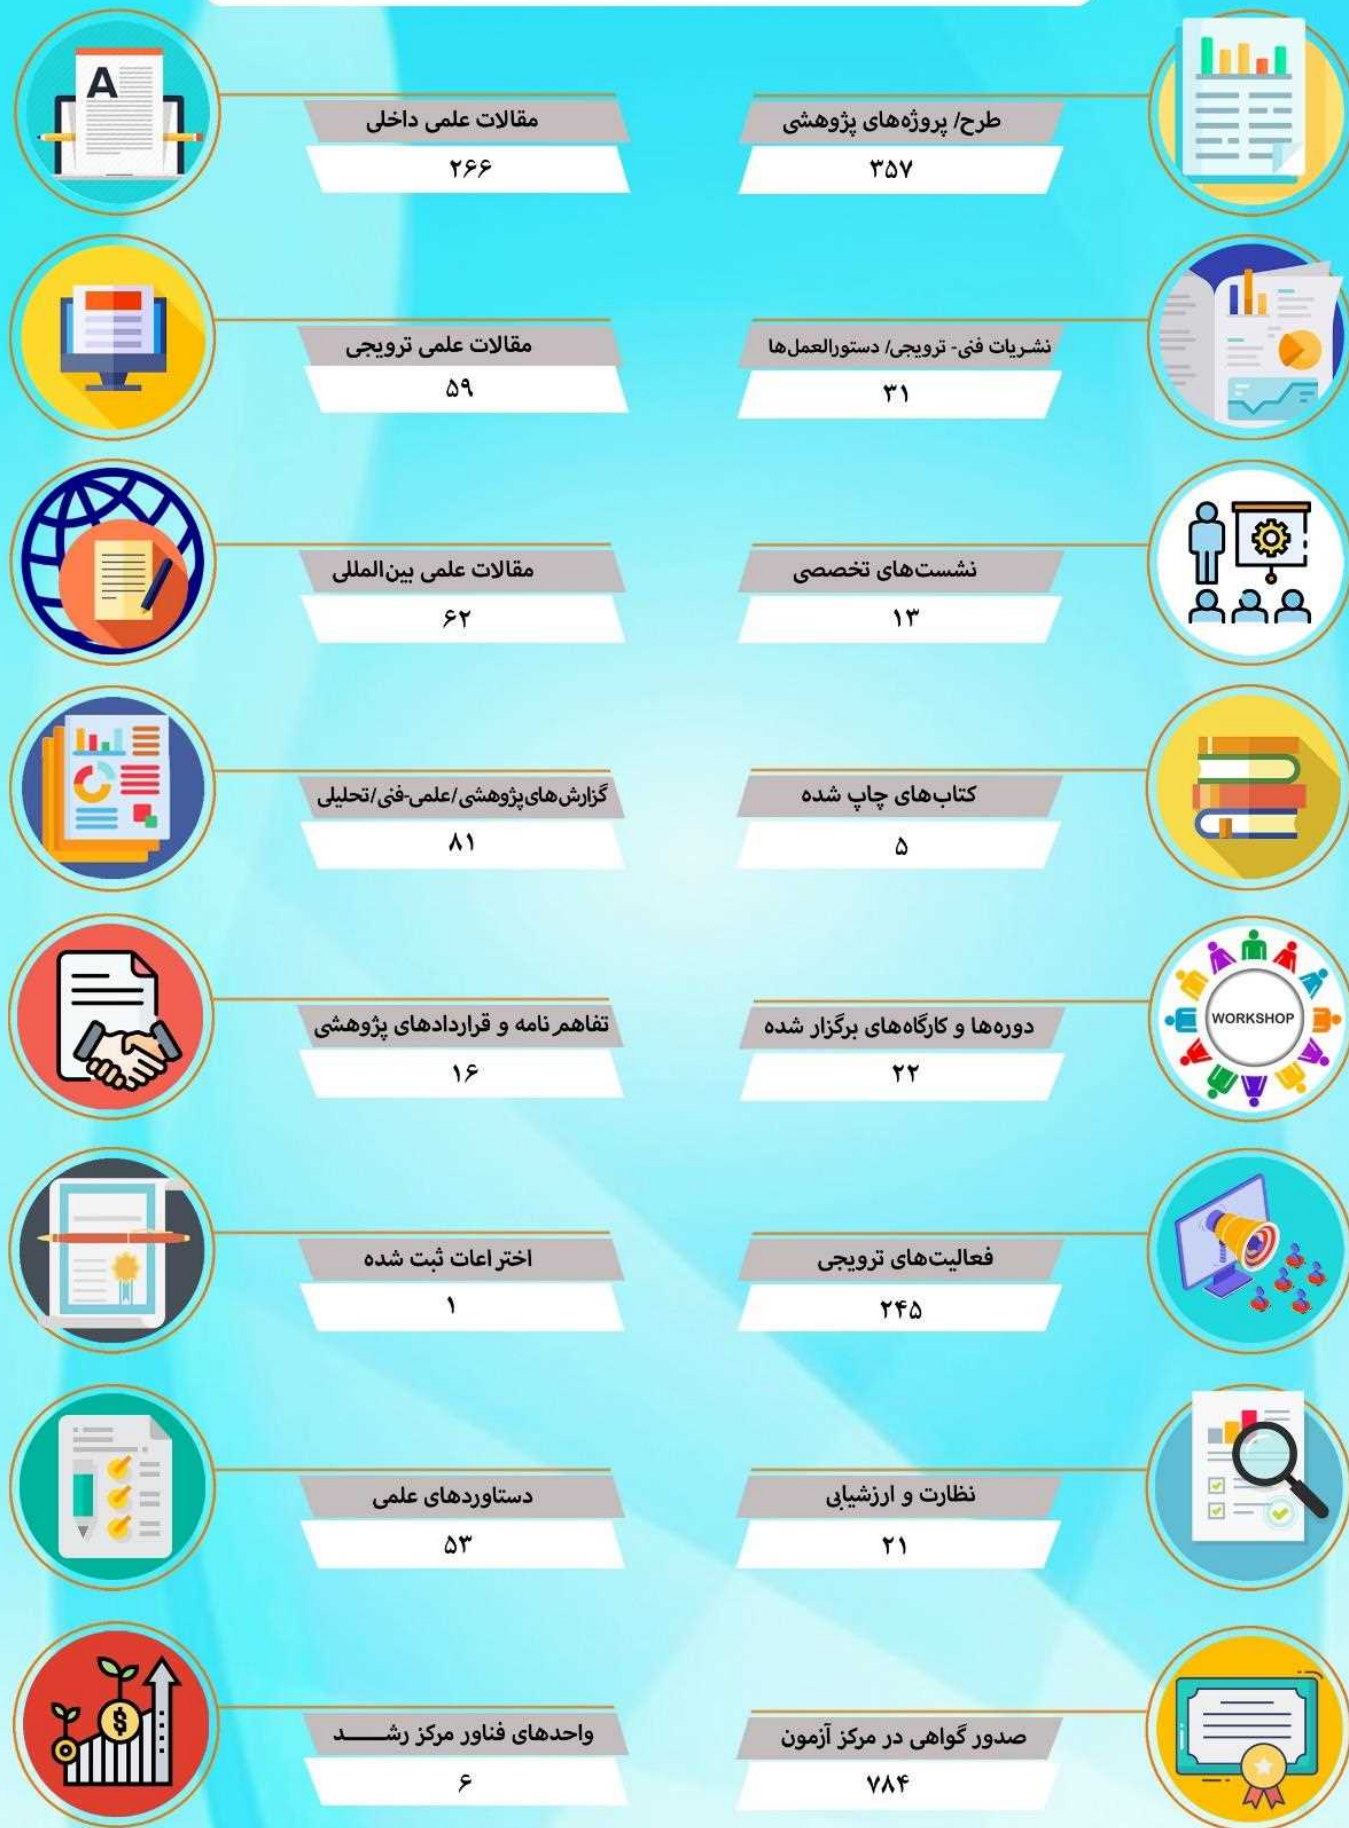 طرح/ پروژه‌های پژوهشی
۳۵۷
مقالات علمی داخلی
۲۶۶
A
نشریات فنی- ترویجی/ دستورالعمل‌ها
۳۱
مقالات علمی ترویجی
۵۹
نشست‌های تخصصی
۱۳
مقالات علمی بین‌المللی
۶۲
کتاب‌های چاپ شده
۵
گزارش‌های پژوهشی/علمی-فنی/تحلیلی
۸۱
WORKSHOP
دوره‌ها و کارگاه‌های برگزار شده
۲۲
تفاهم نامه و قراردادهای پژوهشی
۱۶
فعالیت‌های ترویجی
۲۴۵
اختراعات ثبت شده
۱
نظارت و ارزشیابی
۲۱
دستاوردهای علمی
۵۳
صدور گواهی در مرکز آزمون
۷۸۴
واحدهای فناور مرکز رشـــــد
۶
$